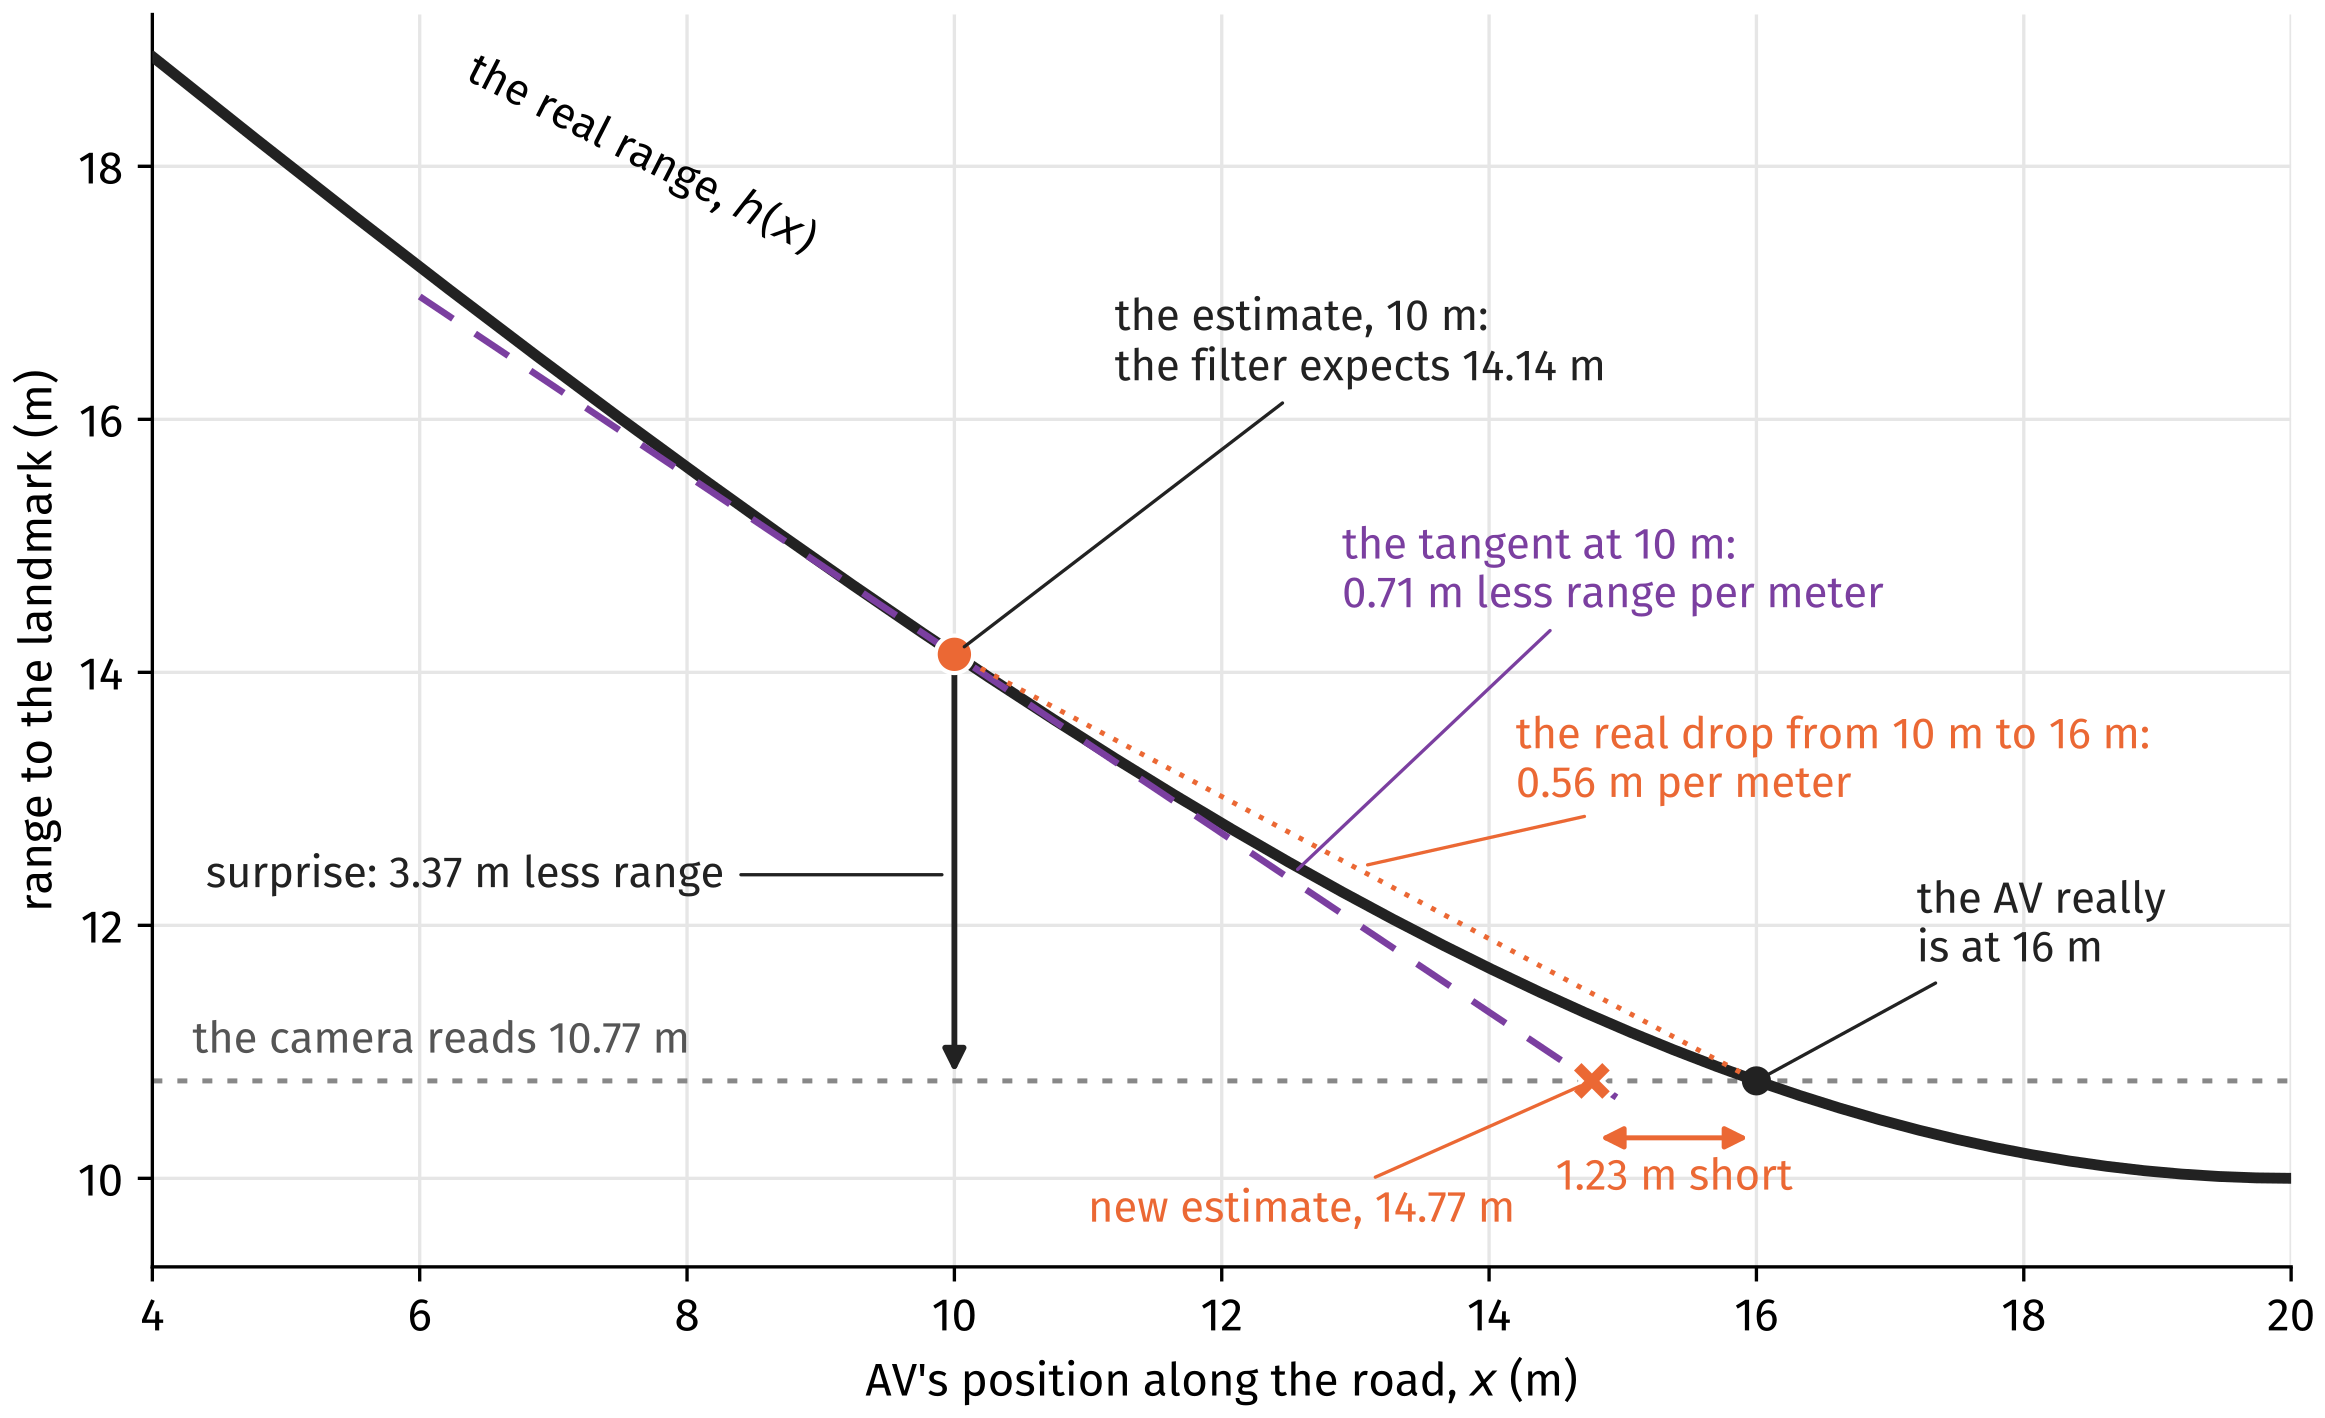 the real range, h(x)
the estimate, 10 m:
the filter expects 14.14 m
the tangent at 10 m:
0.71 m less range per meter
the real drop from 10 m to 16 m:
0.56 m per meter
surprise: 3.37 m less range
the AV really
is at 16 m
the camera reads 10.77 m
1.23 m short
new estimate, 14.77 m
range to the landmark (m)
18
16
14
12
10
4 6 8 10 12 14 16 18 20
AV's position along the road, x (m)